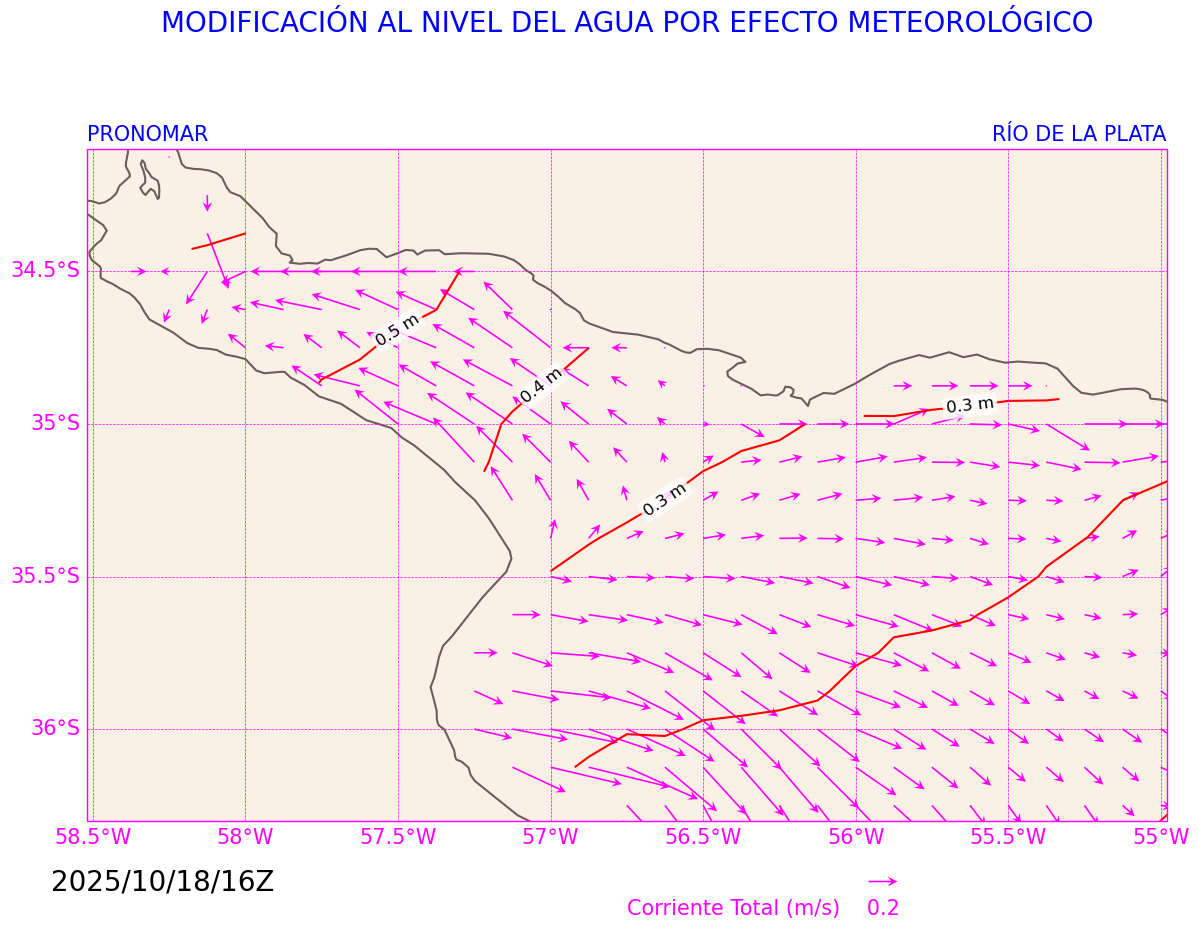 MODIFICACIÓN AL NIVEL DEL AGUA POR EFECTO METEOROLÓGICO
PRONOMAR
RÍO DE LA PLATA
34.5°S
0.5 m
0.4 m
0.3 m
35°S
0.3 m
35.5°S
36°S
58.5°W
58°W
57.5°W
57°W
56.5°W
56°W
55.5°W
55°W
2025/10/18/16Z
Corriente Total (m/s)
0.2